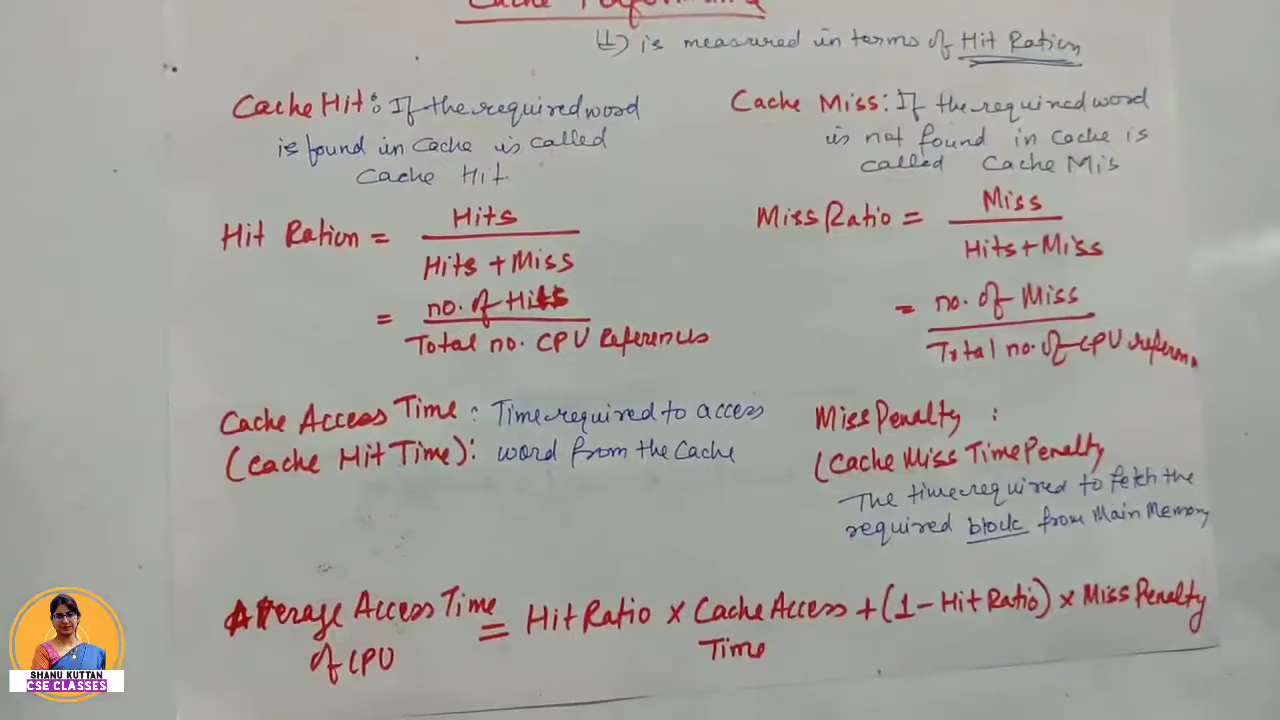 Cache Performance
It is measured in terms of Hit Ration
Cache Hit: If the required word
is found in Cache is called
Cache Hit.
Cache Miss: If the required word
is not found in Cache is
called Cache Mis
Hit Ration = Hits
Hits + Miss
= no. of Hits
Total no. CPU References
Miss Ratio = Miss
Hits + Miss
= no. of Miss
Total no. of CPU referen
Cache Access Time : Time required to access
(Cache Hit Time): word from the Cache
Miss Penalty :
(Cache Miss Time Penalty
The time required to fetch the
required block from Main Memory
Average Access Time = Hit Ratio × Cache Access + (1 - Hit Ratio) × Miss Penalty
of CPU Time
SHANU KUTTAN
CSE CLASSES